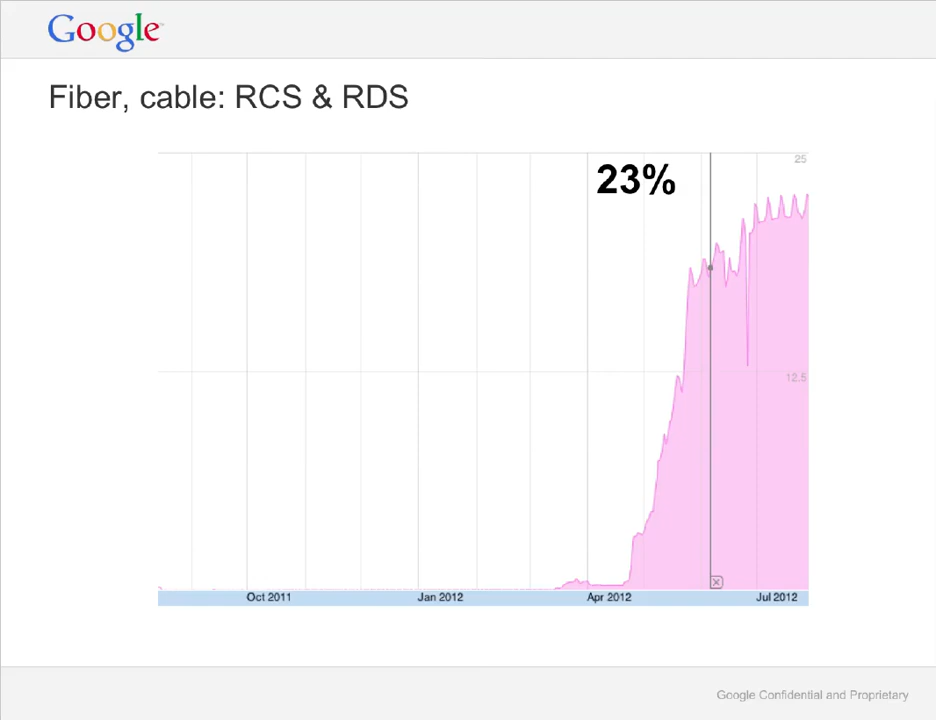 Google
Fiber, cable: RCS & RDS
23%
25
12.5
Oct 2011
Jan 2012
Apr 2012
Jul 2012
Google Confidential and Proprietary